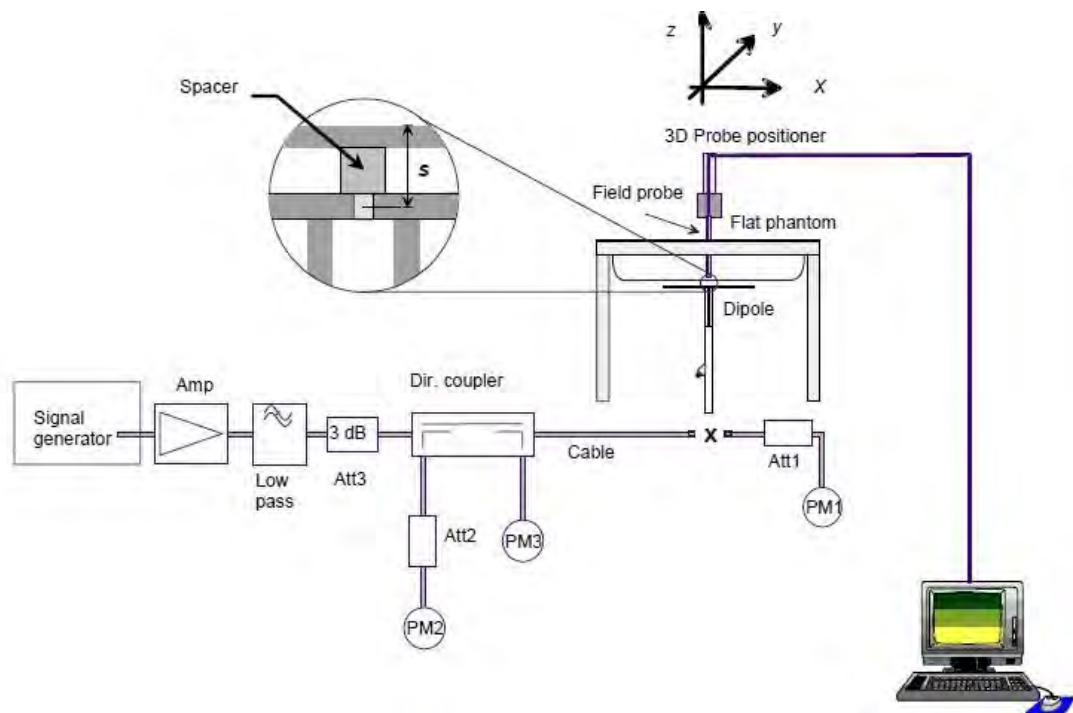 z
y
X
Spacer
s
3D Probe positioner
Field probe
Flat phantom
Dipole
Dir. coupler
Amp
Signal
generator
3 dB
x
Cable
Low
pass
Att3
Att1
PM1
Att2
PM3
PM2